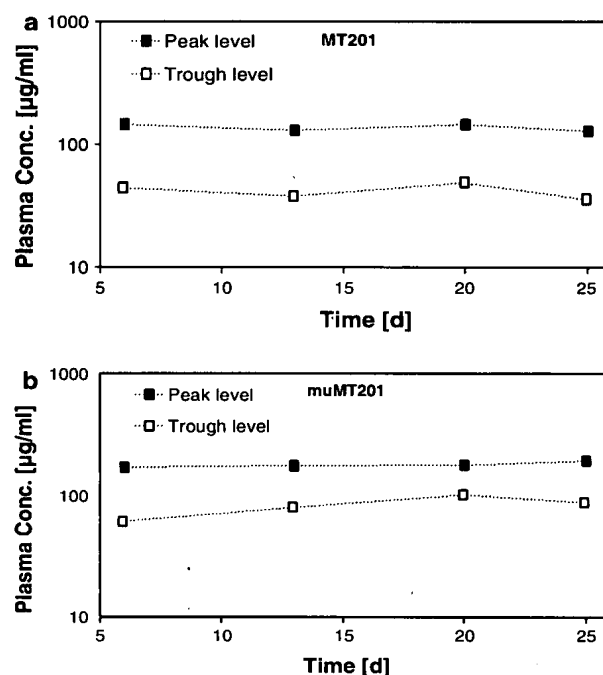 a
1000
Peak level
MT201
Trough level
100
10
Plasma Conc. [µg/ml]
5
10
15
20
25
Time [d]
b
1000
Peak level
muMT201
Trough level
100
10
Plasma Conc. [µg/ml]
5
10
15
20
25
Time [d]